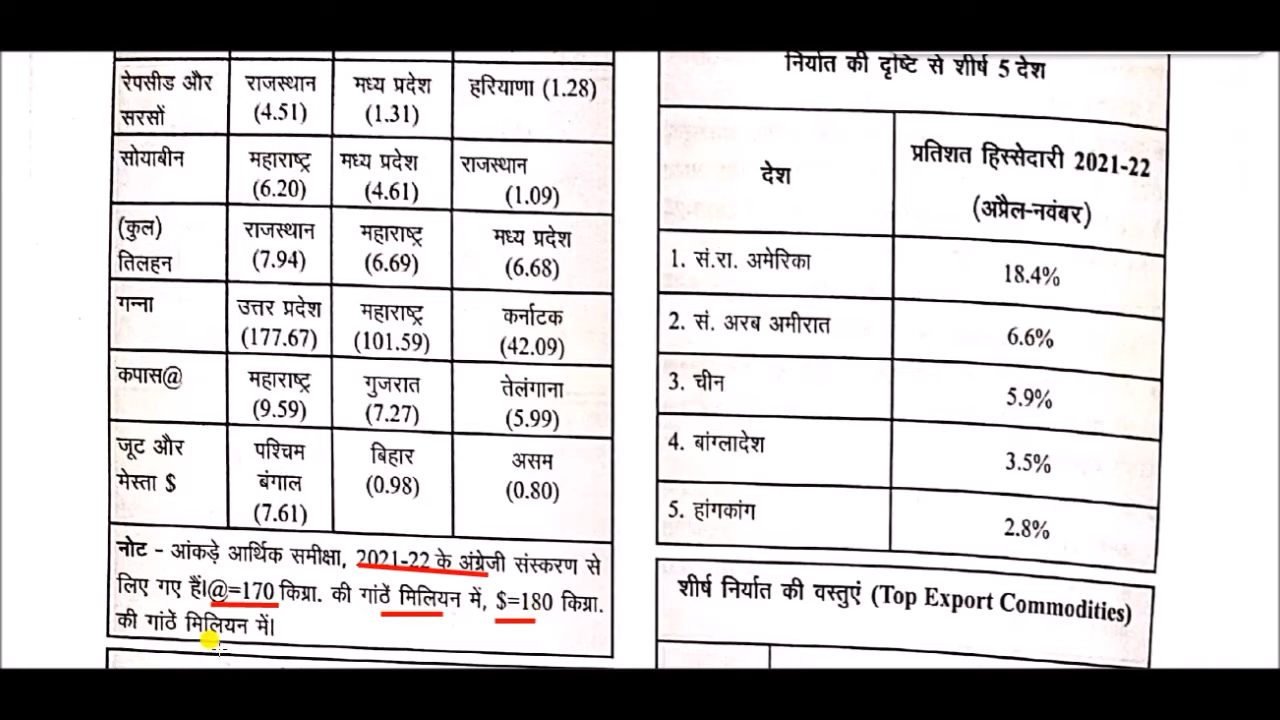 रेपसीड और
सरसों
राजस्थान
(4.51)
मध्य प्रदेश
(1.31)
हरियाणा (1.28)
सोयाबीन
महाराष्ट्र
(6.20)
मध्य प्रदेश
(4.61)
राजस्थान
(1.09)
(कुल)
तिलहन
राजस्थान
(7.94)
महाराष्ट्र
(6.69)
मध्य प्रदेश
(6.68)
गन्ना
उत्तर प्रदेश
(177.67)
महाराष्ट्र
(101.59)
कर्नाटक
(42.09)
कपास@
महाराष्ट्र
(9.59)
गुजरात
(7.27)
तेलंगाना
(5.99)
जूट और
मेस्ता $
पश्चिम
बंगाल
(7.61)
बिहार
(0.98)
असम
(0.80)
नोट - आंकड़े आर्थिक समीक्षा, 2021-22 के अंग्रेजी संस्करण से
लिए गए हैं।@=170 किग्रा. की गांठें मिलियन में, $=180 किग्रा.
की गांठें मिलियन में।
निर्यात की दृष्टि से शीर्ष 5 देश
देश
प्रतिशत हिस्सेदारी 2021-22
(अप्रैल-नवंबर)
1. सं.रा. अमेरिका
18.4%
2. सं. अरब अमीरात
6.6%
3. चीन
5.9%
4. बांग्लादेश
3.5%
5. हांगकांग
2.8%
शीर्ष निर्यात की वस्तुएं (Top Export Commodities)